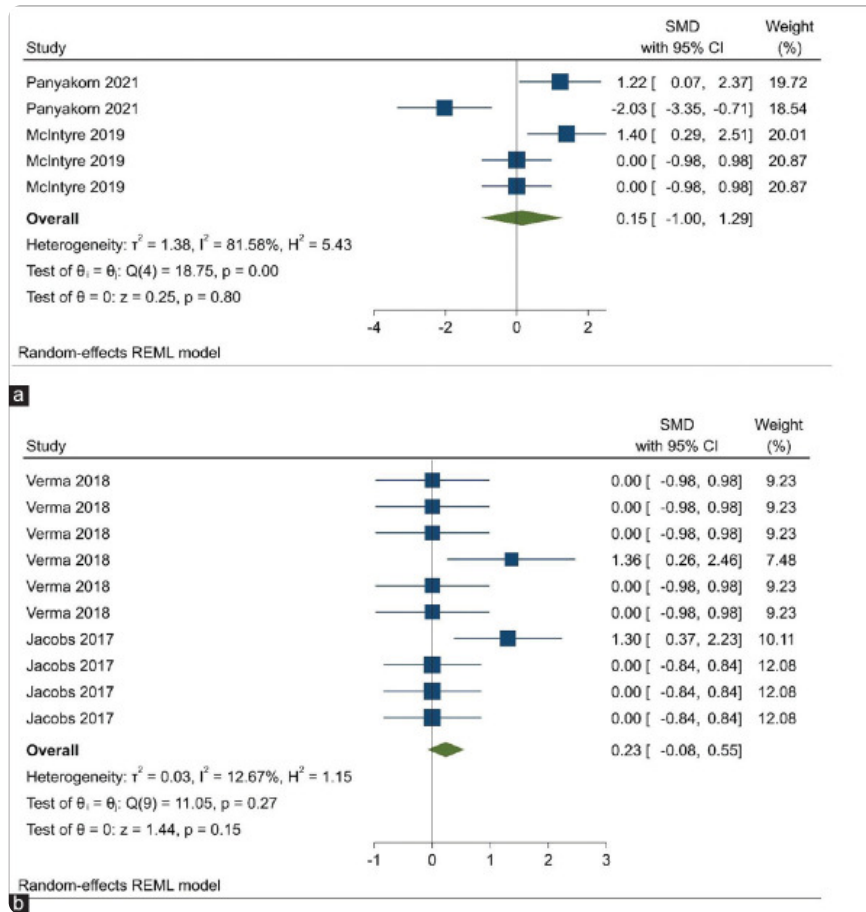 SMD Weight
Study with 95% CI (%)
Panyakom 2021 1.22 [ 0.07, 2.37] 19.72
Panyakom 2021 -2.03 [ -3.35, -0.71] 18.54
McIntyre 2019 1.40 [ 0.29, 2.51] 20.01
McIntyre 2019 0.00 [ -0.98, 0.98] 20.87
McIntyre 2019 0.00 [ -0.98, 0.98] 20.87
Overall 0.15 [ -1.00, 1.29]
Heterogeneity: τ² = 1.38, I² = 81.58%, H² = 5.43
Test of θᵢ = θⱼ: Q(4) = 18.75, p = 0.00
Test of θ = 0: z = 0.25, p = 0.80
-4 -2 0 2
Random-effects REML model
a
SMD Weight
Study with 95% CI (%)
Verma 2018 0.00 [ -0.98, 0.98] 9.23
Verma 2018 0.00 [ -0.98, 0.98] 9.23
Verma 2018 0.00 [ -0.98, 0.98] 9.23
Verma 2018 1.36 [ 0.26, 2.46] 7.48
Verma 2018 0.00 [ -0.98, 0.98] 9.23
Verma 2018 0.00 [ -0.98, 0.98] 9.23
Jacobs 2017 1.30 [ 0.37, 2.23] 10.11
Jacobs 2017 0.00 [ -0.84, 0.84] 12.08
Jacobs 2017 0.00 [ -0.84, 0.84] 12.08
Jacobs 2017 0.00 [ -0.84, 0.84] 12.08
Overall 0.23 [ -0.08, 0.55]
Heterogeneity: τ² = 0.03, I² = 12.67%, H² = 1.15
Test of θᵢ = θⱼ: Q(9) = 11.05, p = 0.27
Test of θ = 0: z = 1.44, p = 0.15
-1 0 1 2 3
Random-effects REML model
b